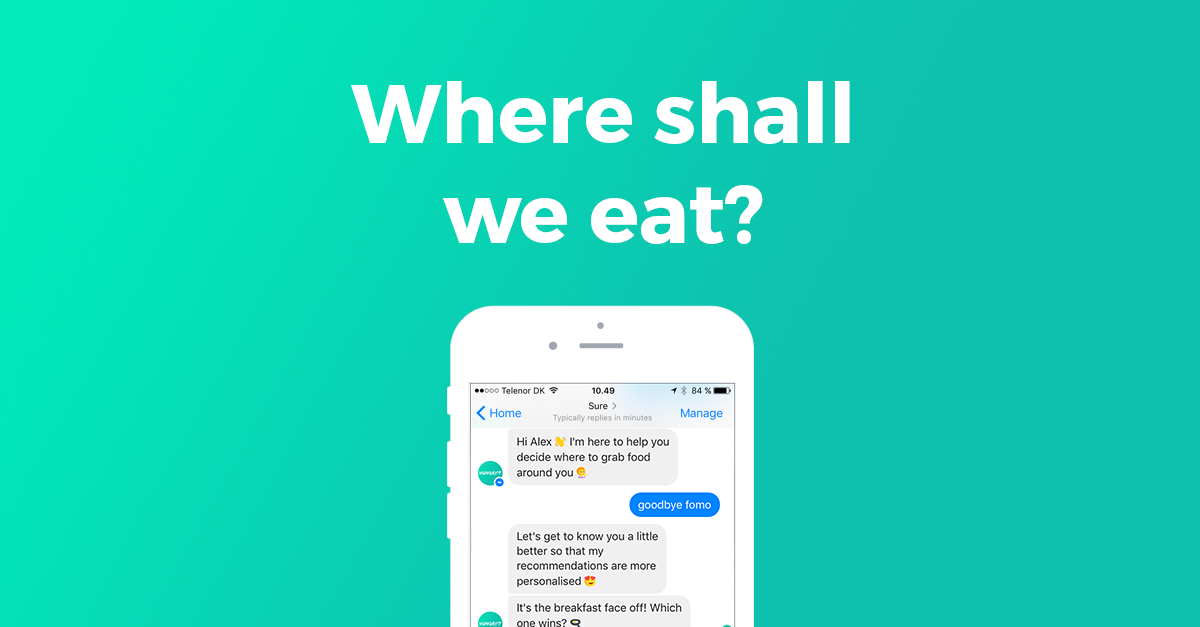 Where shall
we eat?
Telenor DK 10.49 84 %
Home Sure Manage
Typically replies in minutes
Hi Alex 👋 I'm here to help you
decide where to grab food
around you
HUNGRY?
goodbye fomo
Let's get to know you a little
better so that my
recommendations are more
personalised 😍
It's the breakfast face off! Which
one wins? 🍳
HUNGRY?